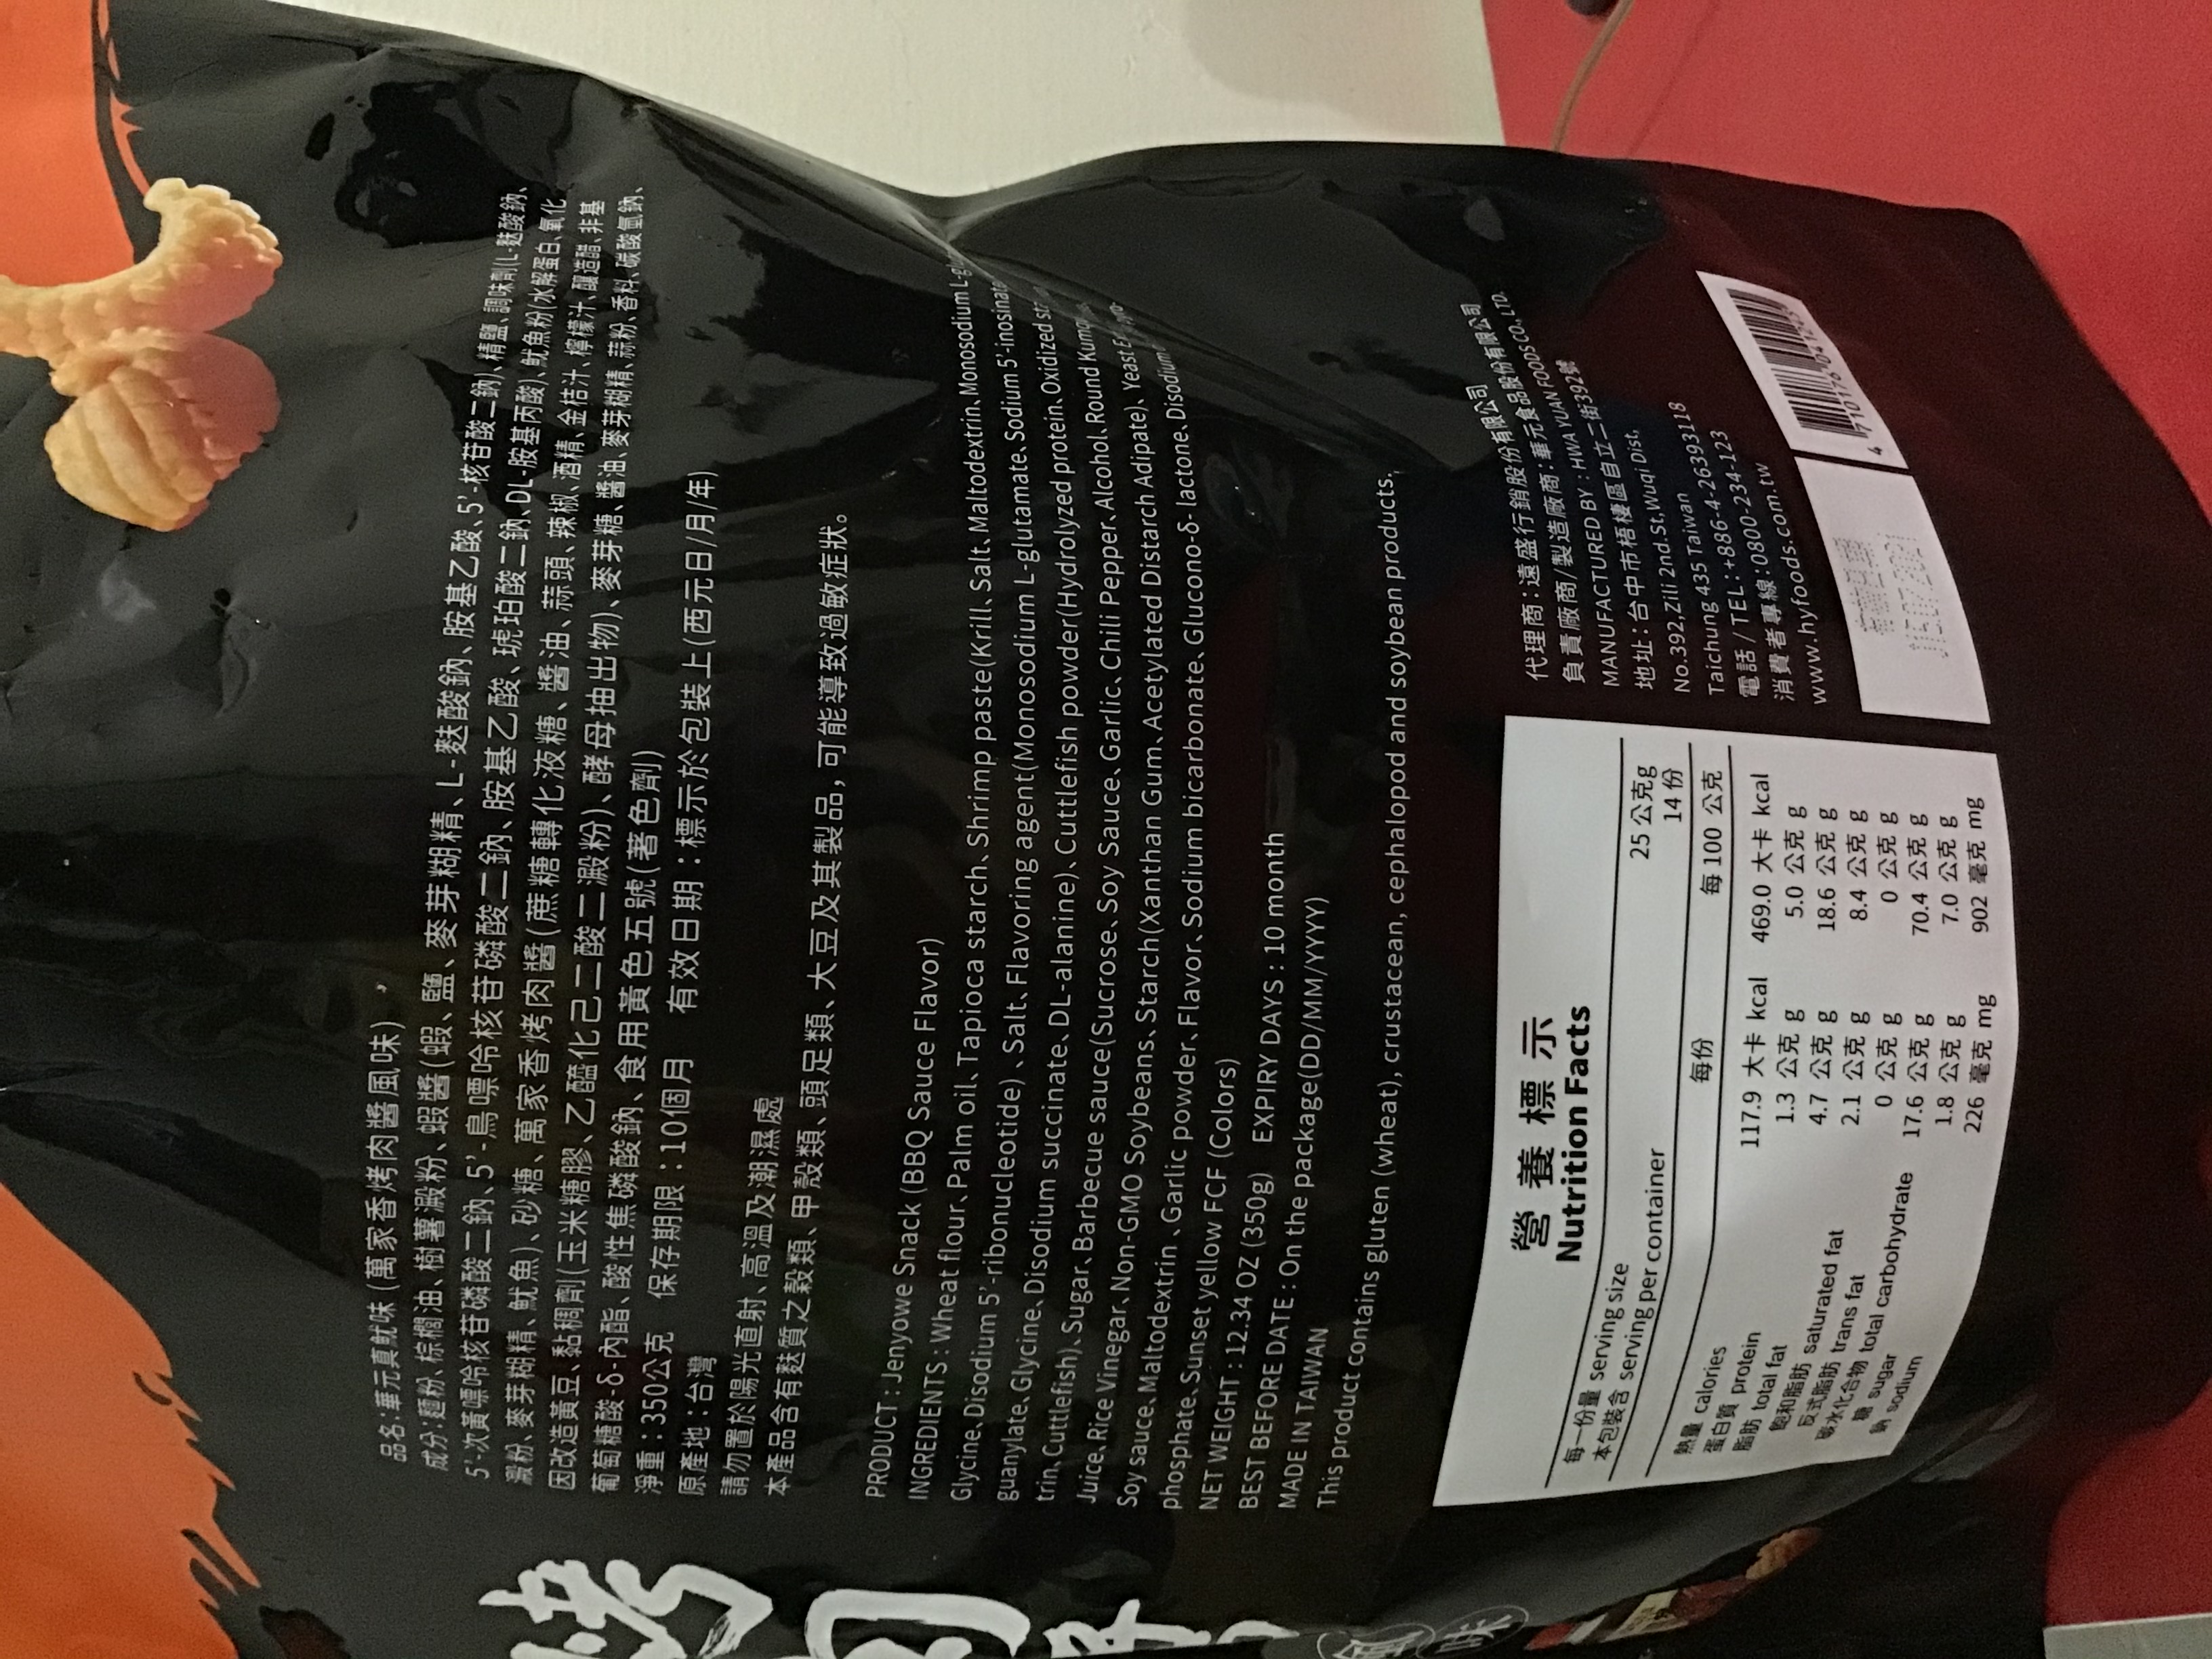 品名:華元真魷味 (萬家香烤肉醬風味)
成分:麵粉、棕櫚油、樹薯澱粉、蝦醬(蝦、鹽、麥芽糊精、L-麩酸鈉、胺基乙酸、5'-核苷酸二鈉)、精鹽、調味劑(L-麩酸鈉、
5'-次黃嘌呤核苷磷酸二鈉、5'-鳥嘌呤核苷磷酸二鈉、胺基乙酸、琥珀酸二鈉、DL-胺基丙酸)、魷魚粉(水解蛋白、氧化
澱粉、麥芽糊精、魷魚)、砂糖、萬家香烤肉醬(蔗糖轉化液糖、醬油、蒜頭、辣椒、酒精、金桔汁、檸檬汁、釀造醋、非基
因改造黃豆、黏稠劑(玉米糖膠、乙醯化己二酸二澱粉)、酵母抽出物)、麥芽糖、醬油、麥芽糊精、蒜粉、香料、碳酸氫鈉、
葡萄糖酸-δ-內酯、酸性焦磷酸鈉、食用黃色五號(著色劑)
淨重:350公克 保存期限:10個月 有效日期:標示於包裝上(西元日/月/年)
原產地:台灣
請勿置於陽光直射、高溫及潮濕處
本產品含有麩質之穀類、甲殼類、頭足類、大豆及其製品,可能導致過敏症狀。
PRODUCT : Jenyowe Snack (BBQ Sauce Flavor)
INGREDIENTS : Wheat flour、Palm oil、Tapioca starch、Shrimp paste(Krill、Salt、Maltodextrin、Monosodium L-
Glycine、Disodium 5'-ribonucleotide) 、Salt、Flavoring agent(Monosodium L-glutamate、Sodium 5'-inosinate
guanylate、Glycine、Disodium succinate、DL-alanine)、Cuttlefish powder(Hydrolyzed protein、Oxidized
trin、Cuttlefish)、Sugar、Barbecue sauce(Sucrose、Soy Sauce、Garlic、Chili Pepper、Alcohol、Round
Juice、Rice Vinegar、Non-GMO Soybeans、Starch(Xanthan Gum、Acetylated Distarch Adipate)、Yeast
Soy sauce、Maltodextrin 、Garlic powder、Flavor、Sodium bicarbonate、Glucono-δ- lactone、Disodium
phosphate、Sunset yellow FCF (Colors)
NET WEIGHT : 12.34 OZ (350g) EXPIRY DAYS : 10 month
BEST BEFORE DATE : On the package(DD/MM/YYYY)
MADE IN TAIWAN
This product contains gluten (wheat), crustacean, cephalopod and soybean products,
代理商:遠盛行銷股份有限公司
負責廠商/製造廠商:華元食品股份有限公司
MANUFACTURED BY : HWA YUAN FOODS CO., LTD.
地址:台中市梧棲區自立二街392號
No.392,Zili 2nd.St,Wuqi Dist,
Taichung 435 Taiwan
電話 / TEL:+886-4-26393118
消費者專線:0800-234-123
www.hyfoods.com.tw
營養標示
Nutrition Facts
每一份量 serving size 25 公克g
本包裝含 serving per container 14 份
每份 每 100 公克
熱量 calories 117.9 大卡 kcal 469.0 大卡 kcal
蛋白質 protein 1.3 公克 g 5.0 公克 g
脂肪 total fat 4.7 公克 g 18.6 公克 g
飽和脂肪 saturated fat 2.1 公克 g 8.4 公克 g
反式脂肪 trans fat 0 公克 g 0 公克 g
碳水化合物 total carbohydrate 17.6 公克 g 70.4 公克 g
糖 sugar 1.8 公克 g 7.0 公克 g
鈉 sodium 226 毫克 mg 902 毫克 mg